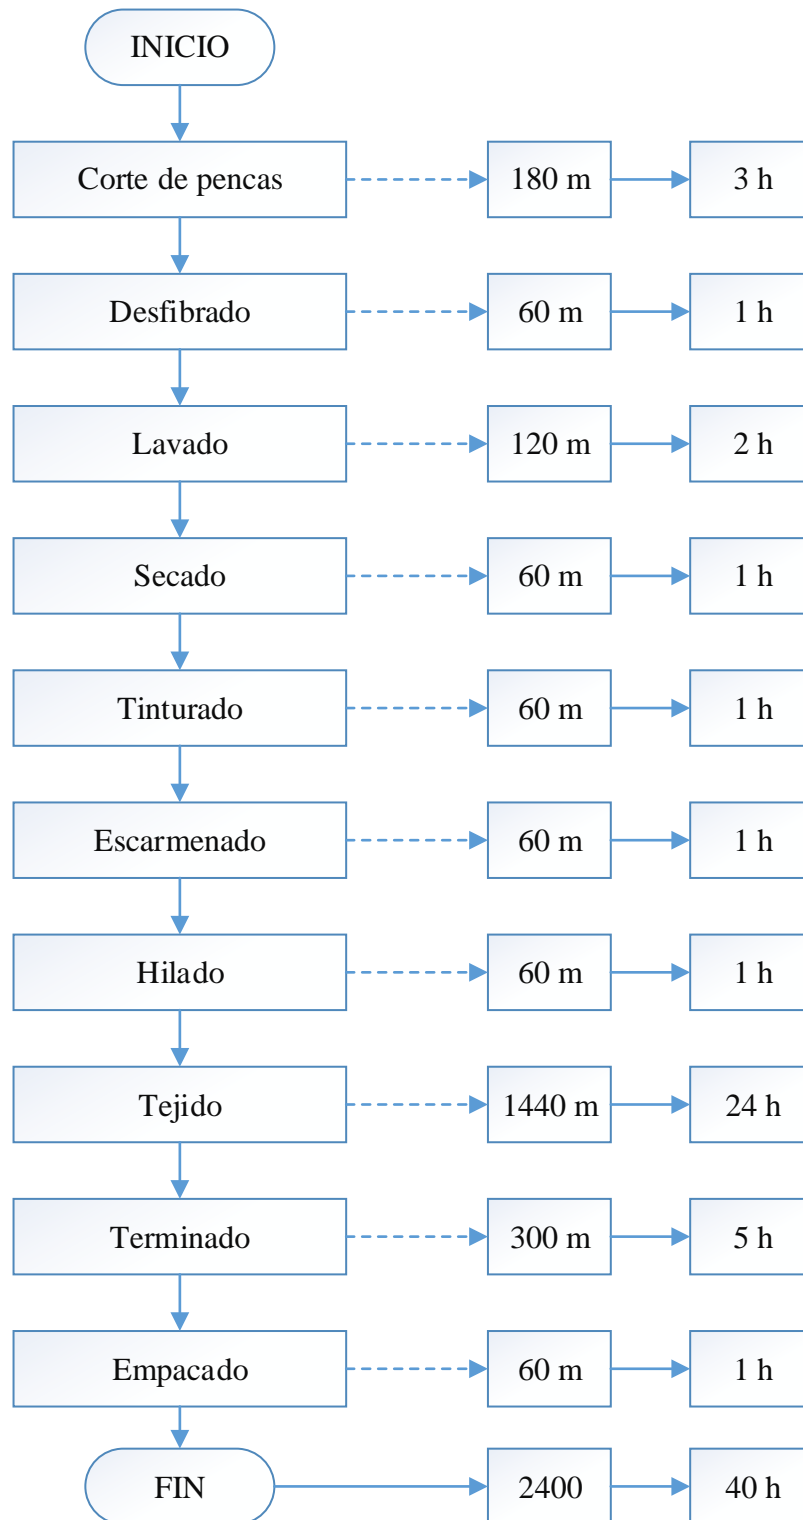 INICIO
Corte de pencas 180 m 3 h
Desfibrado 60 m 1 h
Lavado 120 m 2 h
Secado 60 m 1 h
Tinturado 60 m 1 h
Escarmenado 60 m 1 h
Hilado 60 m 1 h
Tejido 1440 m 24 h
Terminado 300 m 5 h
Empacado 60 m 1 h
FIN 2400 40 h